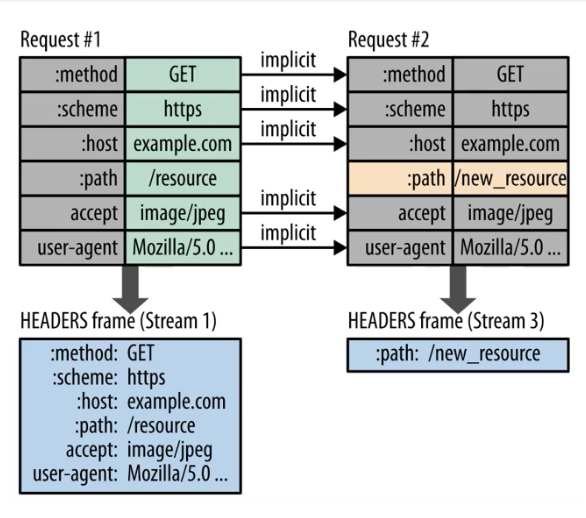 Request #1
:method GET
:scheme https
:host example.com
:path /resource
accept image/jpeg
user-agent Mozilla/5.0 ...
implicit
implicit
implicit
implicit
implicit
Request #2
:method GET
:scheme https
:host example.com
:path /new_resource
accept image/jpeg
user-agent Mozilla/5.0 ...
HEADERS frame (Stream 1)
:method: GET
:scheme: https
:host: example.com
:path: /resource
accept: image/jpeg
user-agent: Mozilla/5.0 ...
HEADERS frame (Stream 3)
:path: /new_resource